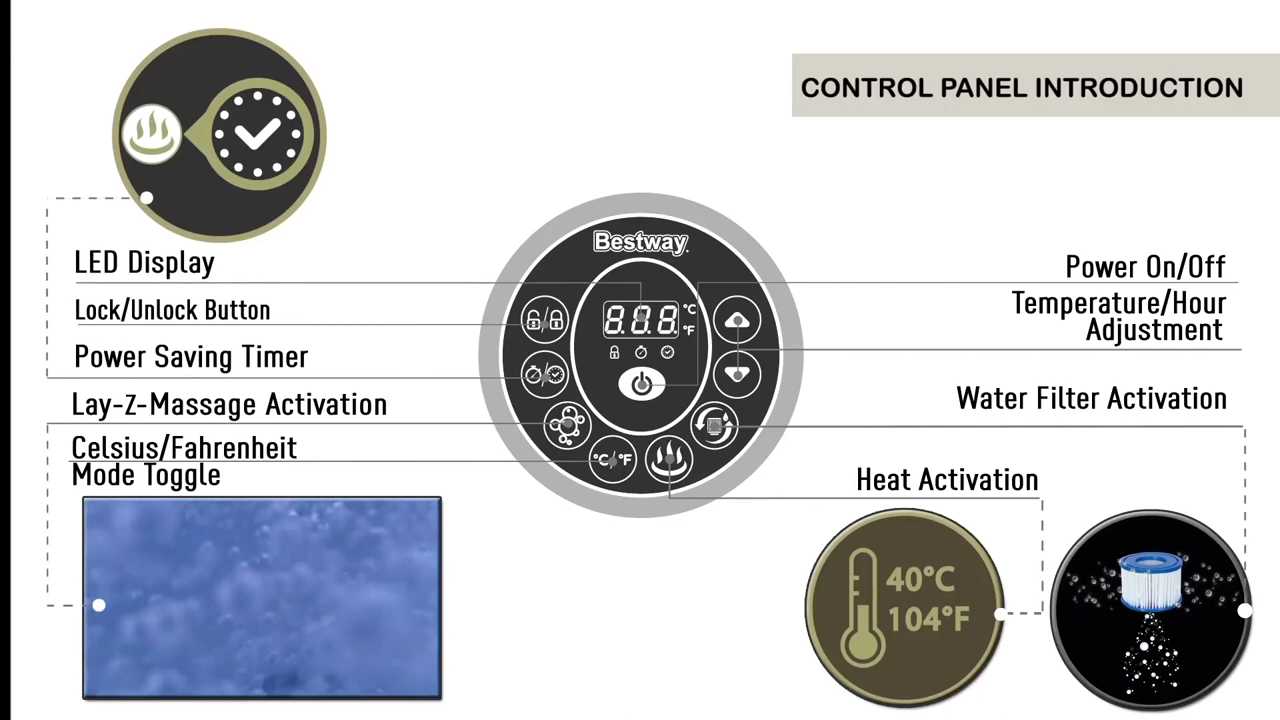 CONTROL PANEL INTRODUCTION
LED Display
Lock/Unlock Button
Power Saving Timer
Lay-Z-Massage Activation
Celsius/Fahrenheit
Mode Toggle
Bestway
8.0.8.
°C
°F
°C/°F
Power On/Off
Temperature/Hour
Adjustment
Water Filter Activation
Heat Activation
40°C
104°F